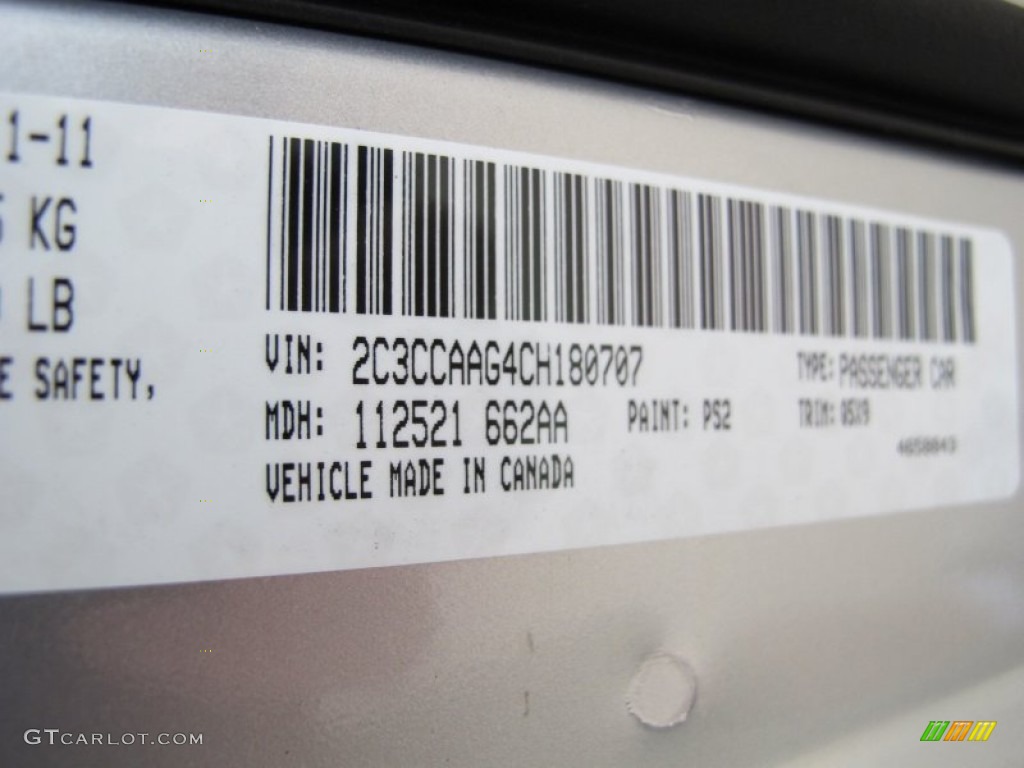 1-11
KG
LB
E SAFETY,
VIN: 2C3CCAAG4CH180707
TYPE: PASSENGER CAR
MDH: 112521 662AA
PAINT: PS2
TRIM: Q5X9
VEHICLE MADE IN CANADA
GTCARLOT.COM